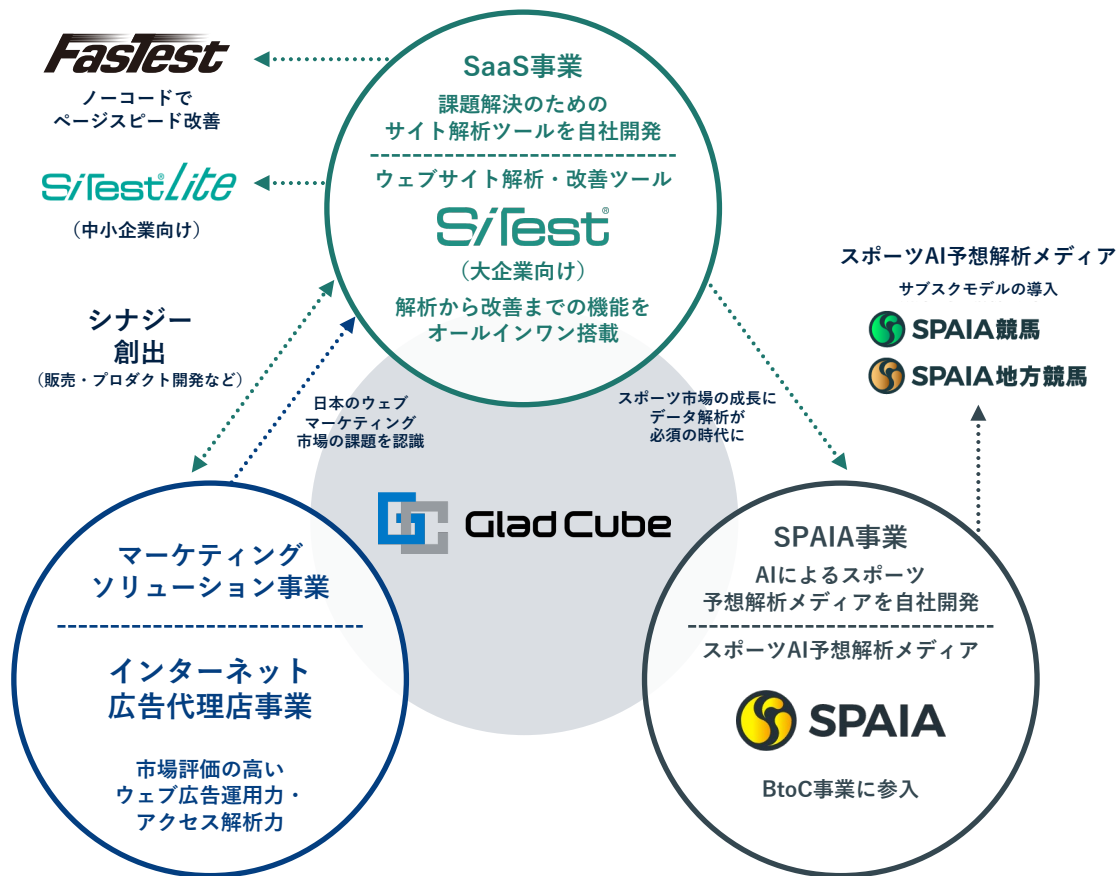 FasTest
ノーコードで
ページスピード改善
SiTest® Lite
（中小企業向け）
SaaS事業
課題解決のための
サイト解析ツールを自社開発
ウェブサイト解析・改善ツール
SiTest®
（大企業向け）
解析から改善までの機能を
オールインワン搭載
スポーツAI予想解析メディア
サブスクモデルの導入
SPAIA競馬
SPAIA地方競馬
シナジー
創出
（販売・プロダクト開発など）
日本のウェブ
マーケティング
市場の課題を認識
スポーツ市場の成長に
データ解析が
必須の時代に
Glad Cube
マーケティング
ソリューション事業
インターネット
広告代理店事業
市場評価の高い
ウェブ広告運用力・
アクセス解析力
SPAIA事業
AIによるスポーツ
予想解析メディアを自社開発
スポーツAI予想解析メディア
SPAIA
BtoC事業に参入